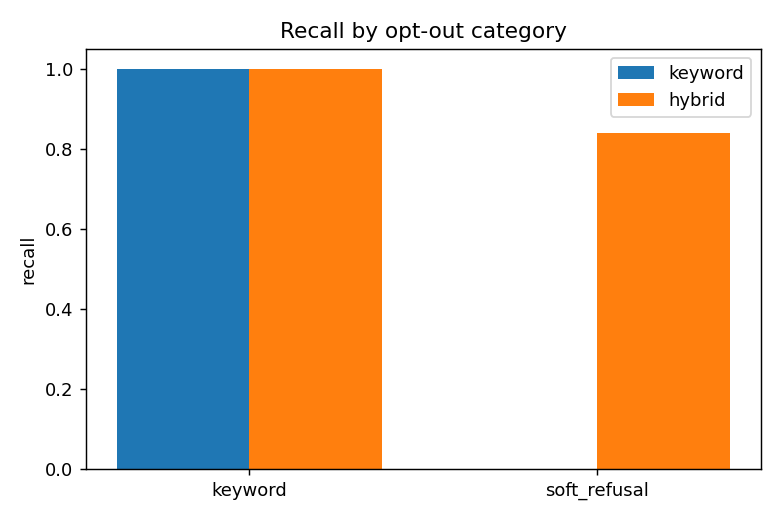 Recall by opt-out category
keyword
hybrid
recall
1.0
0.8
0.6
0.4
0.2
0.0
keyword
soft_refusal